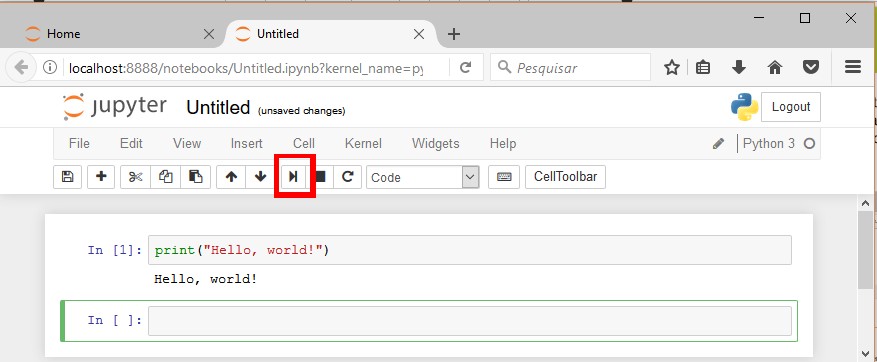 Home
Untitled
localhost:8888/notebooks/Untitled.ipynb?kernel_name=py
Pesquisar
jupyter Untitled (unsaved changes)
Logout
File Edit View Insert Cell Kernel Widgets Help
Python 3
Code
CellToolbar
In [1]: print("Hello, world!")
Hello, world!
In [ ]: